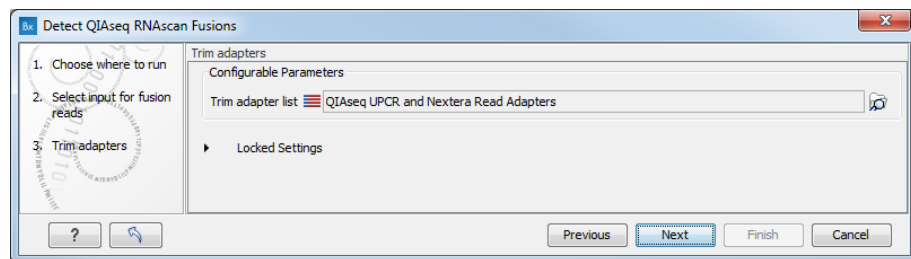 Bx Detect QIAseq RNAscan Fusions
x
1. Choose where to run
2. Select input for fusion
reads
3. Trim adapters
Trim adapters
Configurable Parameters
Trim adapter list QIAseq UPCR and Nextera Read Adapters
Locked Settings
? Previous Next Finish Cancel